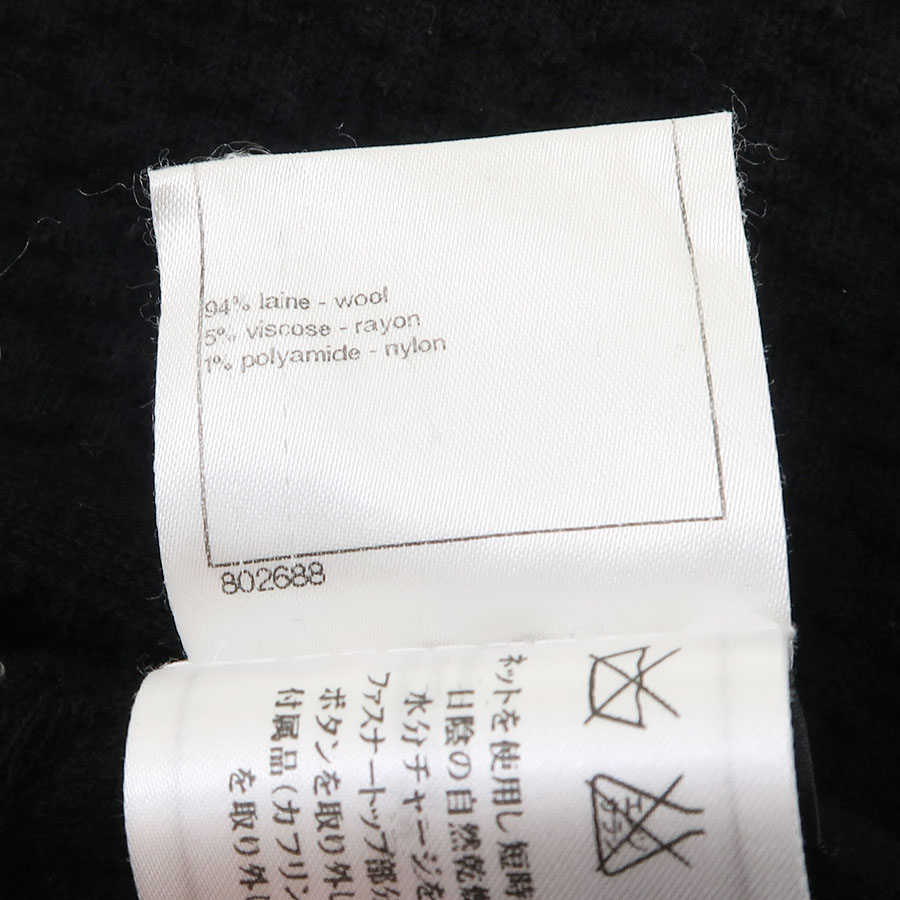 94% laine - wool
5% viscose - rayon
1% polyamide - nylon
802688
ネットを使用し短時
日陰の自然乾燥
水分チャージを
ファスナートップ部分
ボタンを取り外し
付属品(カフリン
を取り外し